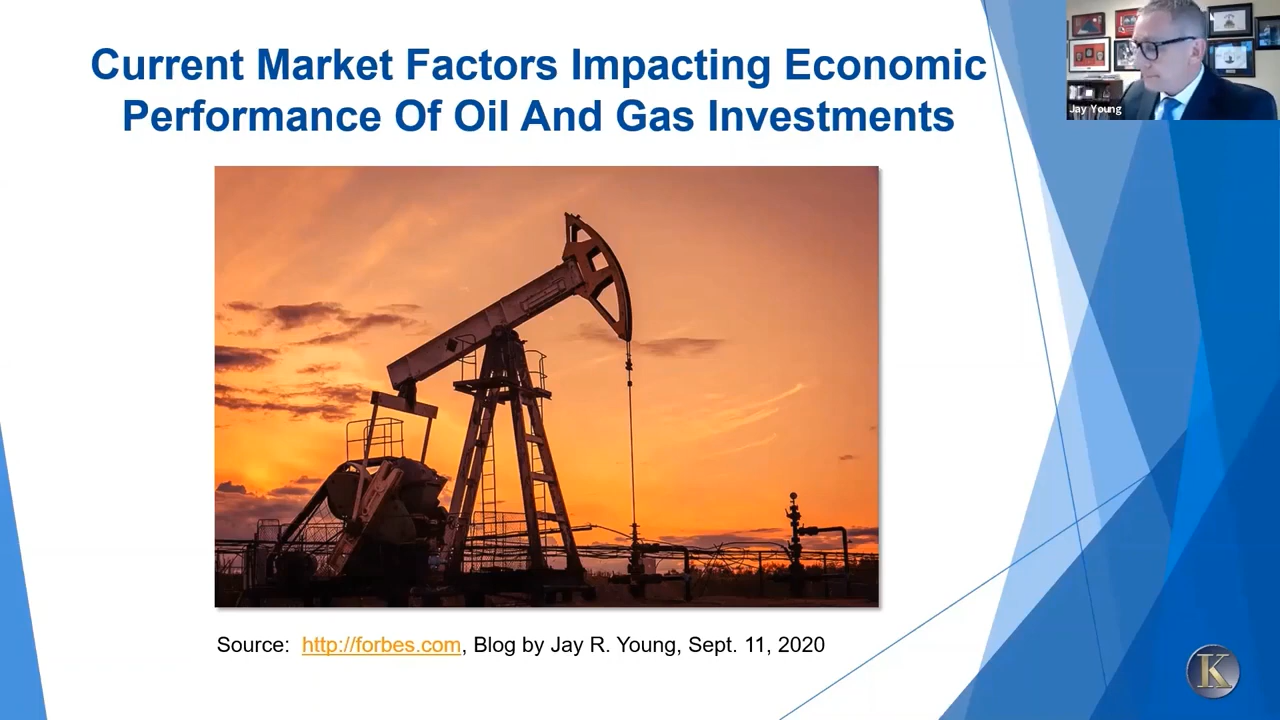 Current Market Factors Impacting Economic
Performance Of Oil And Gas Investments
Jay Young
Source: http://forbes.com, Blog by Jay R. Young, Sept. 11, 2020
K